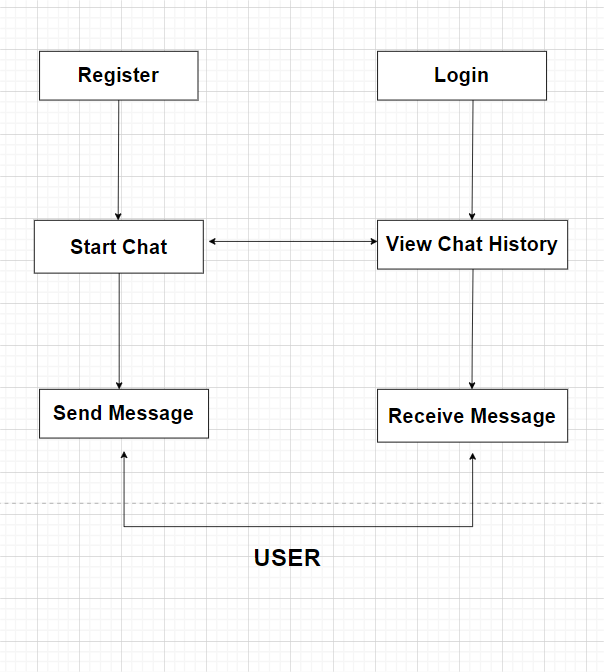 Register
Login
Start Chat
View Chat History
Send Message
Receive Message
USER